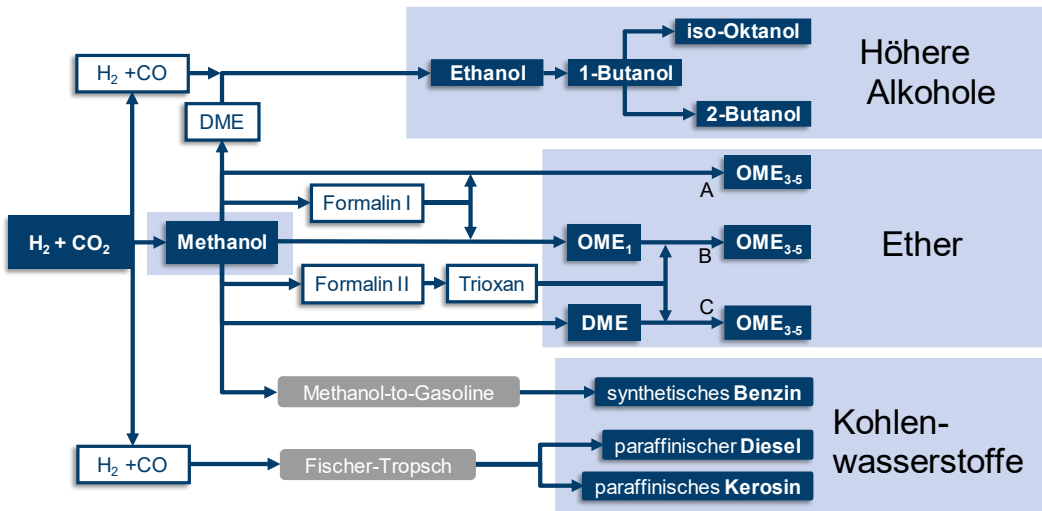 iso-Oktanol
Höhere
Alkohole
H₂ +CO
Ethanol
1-Butanol
DME
2-Butanol
OME₃₋₅
A
Formalin I
H₂ + CO₂
Methanol
OME₁
B
OME₃₋₅
Ether
Formalin II
Trioxan
C
DME
OME₃₋₅
Methanol-to-Gasoline
synthetisches Benzin
Kohlen-
wasserstoffe
paraffinischer Diesel
H₂ +CO
Fischer-Tropsch
paraffinisches Kerosin